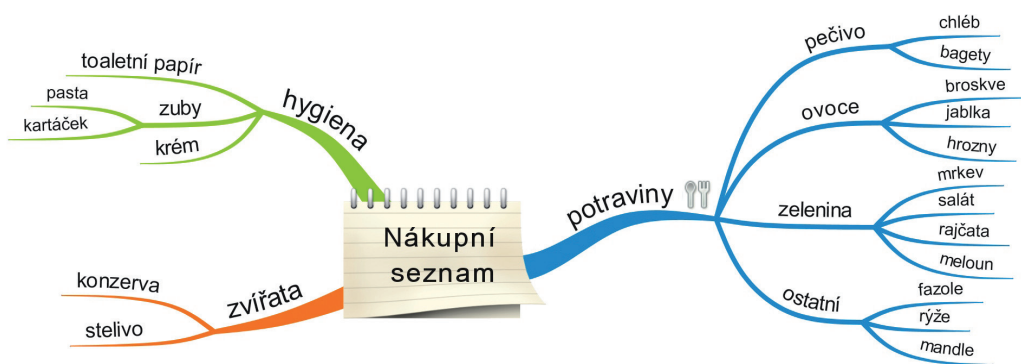 Nákupní
seznam
hygiena
toaletní papír
zuby
pasta
kartáček
krém
zvířata
konzerva
stelivo
potraviny
pečivo
chléb
bagety
ovoce
broskve
jablka
hrozny
zelenina
mrkev
salát
rajčata
meloun
ostatní
fazole
rýže
mandle